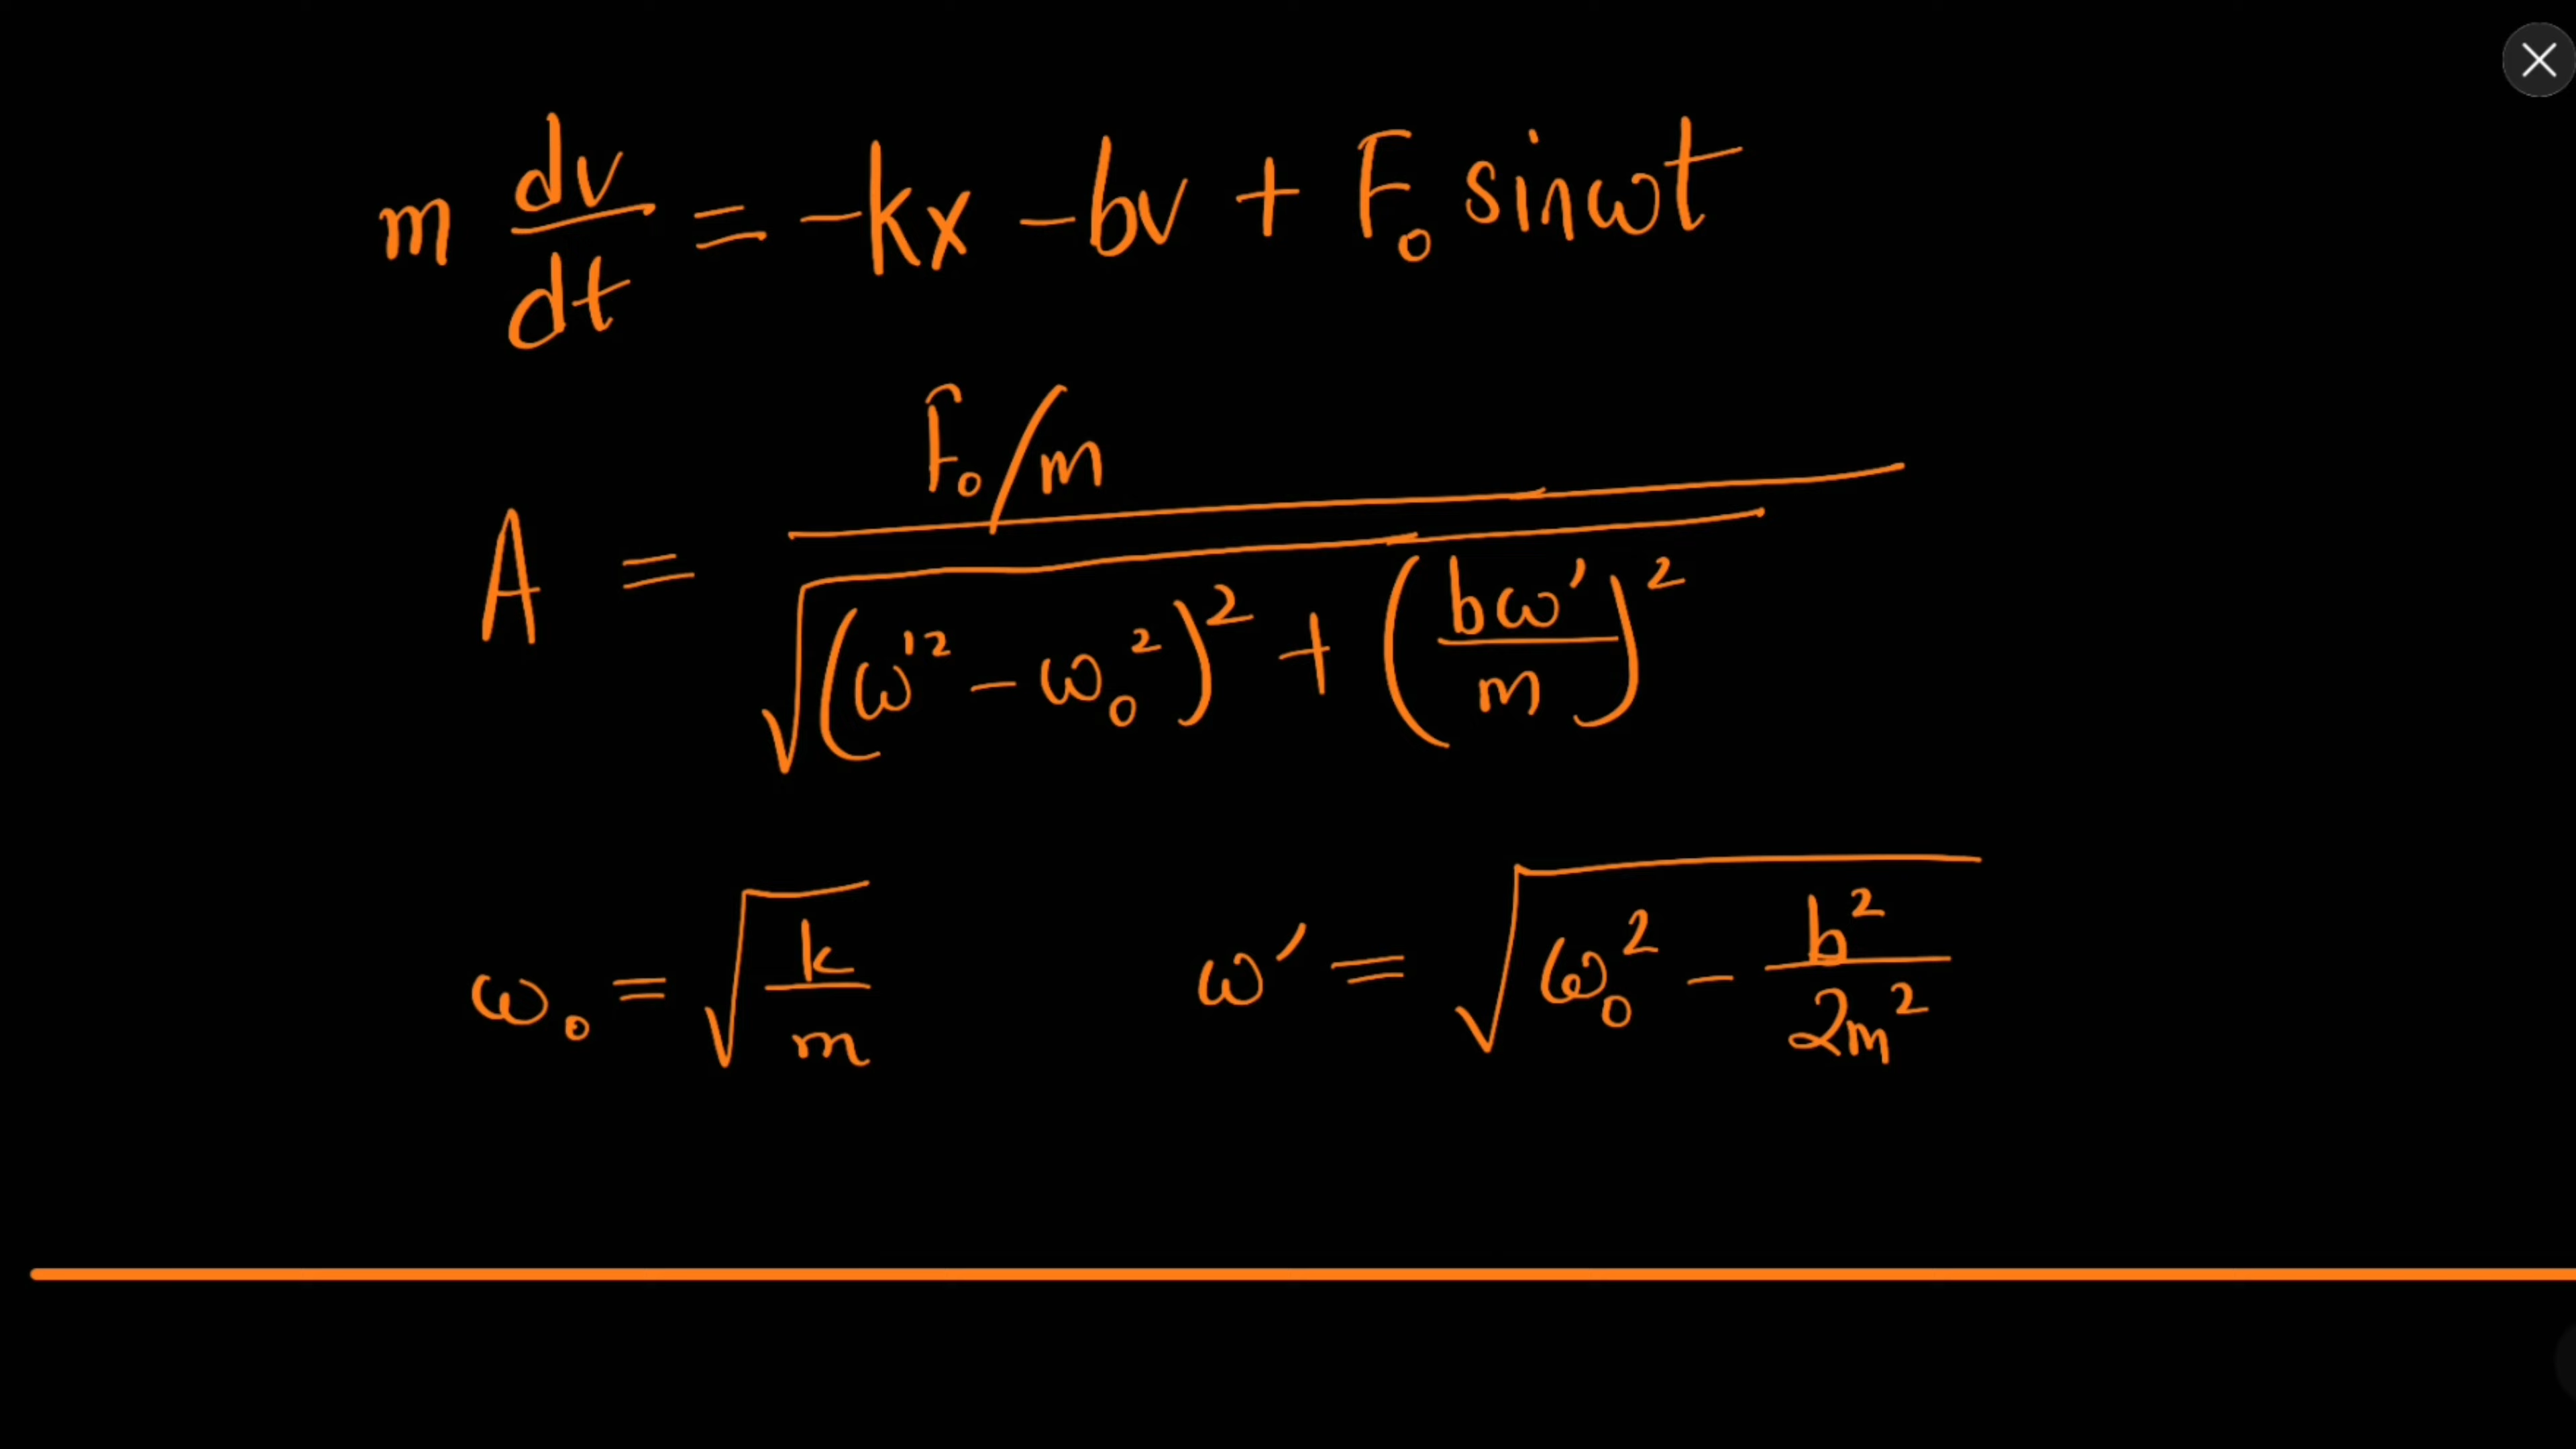 m dv/dt = -kx - bv + F₀ sinωt
A = (F₀/m) / √((ω'² - ω₀²)² + (bω'/m)²)
ω₀ = √(k/m)    ω' = √(ω₀² - b²/2m²)